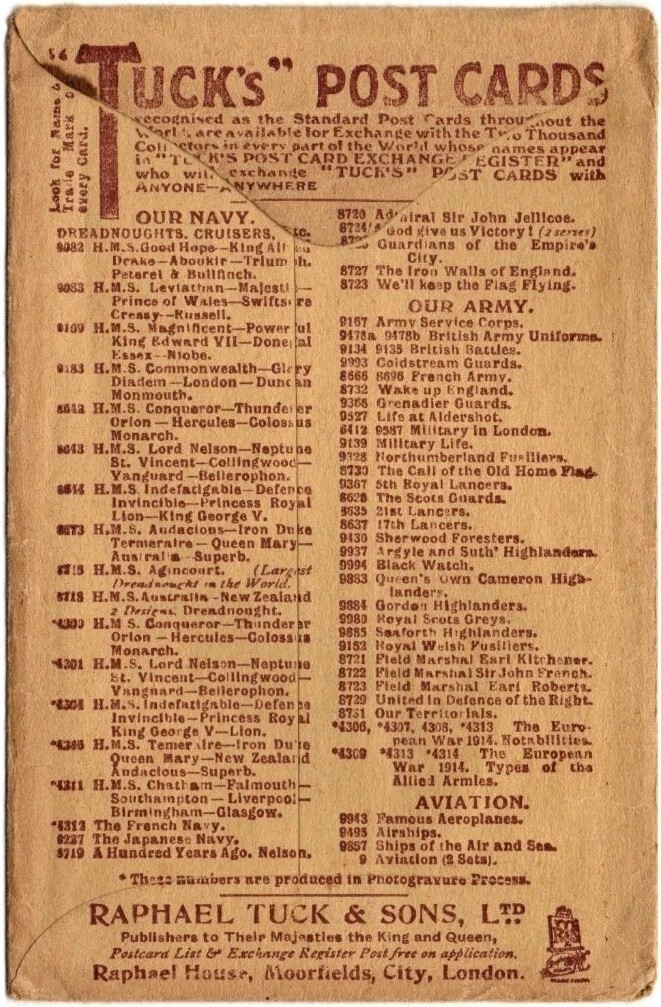 Look for Name &
Trade Mark on
every Card.
TUCK'S" POST CARDS
recognised as the Standard Post Cards throughout the
World, are available for Exchange with the Two Thousand
Collectors in every part of the World whose names appear
in "TUCK'S POST CARD EXCHANGE REGISTER" and
who will exchange "TUCK'S" POST CARDS with
ANYONE—ANYWHERE
OUR NAVY.
DREADNOUGHTS, CRUISERS, Etc.
9082 H.M.S. Good Hope—King Alfred
Drake—Aboukir—Triumph.
Peterel & Bullfinch.
9083 H.M.S. Leviathan—Majestic—
Prince of Wales—Swiftsure
Cressy—Russell.
9109 H.M.S. Magnificent—Powerful
King Edward VII—Donegal
Essex—Niobe.
9183 H.M.S. Commonwealth—Glory
Diadem—London—Duncan
Monmouth.
8642 H.M.S. Conqueror—Thunderer
Orion—Hercules—Colossus
Monarch.
8643 H.M.S. Lord Nelson—Neptune
St. Vincent—Collingwood—
Vanguard—Bellerophon.
8644 H.M.S. Indefatigable—Defence
Invincible—Princess Royal
Lion—King George V.
8673 H.M.S. Audacious—Iron Duke
Termeraire—Queen Mary—
Australia—Superb.
8715 H.M.S. Agincourt. (Largest
Dreadnought in the World.
8718 H.M.S. Australia-New Zealand
2 Designs. Dreadnought.
*4300 H.M S. Conqueror—Thunderer
Orion—Hercules—Colossus
Monarch.
*4301 H.M.S. Lord Nelson—Neptune
St. Vincent—Collingwood—
Vanguard—Bellerophon.
*4304 H.M.S. Indefatigable—Defence
Invincible—Princess Royal
King George V—Lion.
H.M.S. Temeraire—Iron Duke
Queen Mary—New Zealand
Audacious—Superb.
*4311 H.M.S. Chatham—Falmouth—
Southampton—Liverpool—
Birmingham—Glasgow.
*4312 The French Navy.
9237 The Japanese Navy.
8719 A Hundred Years Ago. Nelson.
8720 Admiral Sir John Jellicoe.
8724/5 God give us Victory! (2 series)
Guardians of the Empire's
City.
8727 The Iron Walls of England.
8723 We'll keep the Flag Flying.
OUR ARMY.
9167 Army Service Corps.
9478a 9478b British Army Uniforms.
9134 9135 British Battles.
9993 Coldstream Guards.
8666 8696 French Army.
8732 Wake up England.
9366 Grenadier Guards.
9527 Life at Aldershot.
6412 9587 Military in London.
9139 Military Life.
9328 Northumberland Fusiliers.
8730 The Call of the Old Home Flag.
9367 5th Royal Lancers.
8626 The Scots Guards.
8635 21st Lancers.
8637 17th Lancers.
9430 Sherwood Foresters.
9937 Argyle and Suth' Highlanders.
9994 Black Watch.
9883 Queen's Own Cameron High-
landers.
9884 Gordon Highlanders.
9980 Royal Scots Greys.
9885 Seaforth Highlanders.
9152 Royal Welsh Fusiliers.
8721 Field Marshal Earl Kitchener.
8722 Field Marshal Sir John French.
8723 Field Marshal Earl Roberts.
8729 United in Defence of the Right.
8731 Our Territorials.
*4306, *4307, 4308, *4313 The Euro-
pean War 1914. Notabilities.
*4309 *4313 *4314 The European
War 1914. Types of the
Allied Armies.
AVIATION.
9943 Famous Aeroplanes.
9495 Airships.
9857 Ships of the Air and Sea.
9 Aviation (2 Sets).
* These numbers are produced in Photogravure Process.
RAPHAEL TUCK & SONS, LTD
Publishers to Their Majesties the King and Queen,
Postcard List & Exchange Register Post free on application.
Raphael House, Moorfields, City, London.